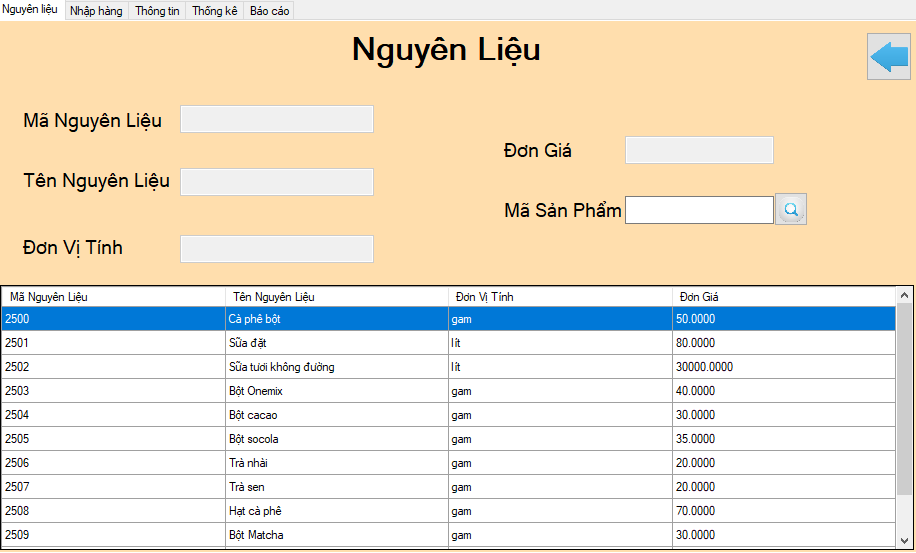 Nguyên liệu Nhập hàng Thông tin Thống kê Báo cáo
Nguyên Liệu
Mã Nguyên Liệu
Đơn Giá
Tên Nguyên Liệu
Mã Sản Phẩm
Đơn Vị Tính
Mã Nguyên Liệu Tên Nguyên Liệu Đơn Vị Tính Đơn Giá
2500 Cà phê bột gam 50.0000
2501 Sữa đặt lít 80.0000
2502 Sữa tươi không đường lít 30000.0000
2503 Bột Onemix gam 40.0000
2504 Bột cacao gam 30.0000
2505 Bột socola gam 35.0000
2506 Trà nhài gam 20.0000
2507 Trà sen gam 20.0000
2508 Hạt cà phê gam 70.0000
2509 Bột Matcha gam 30.0000